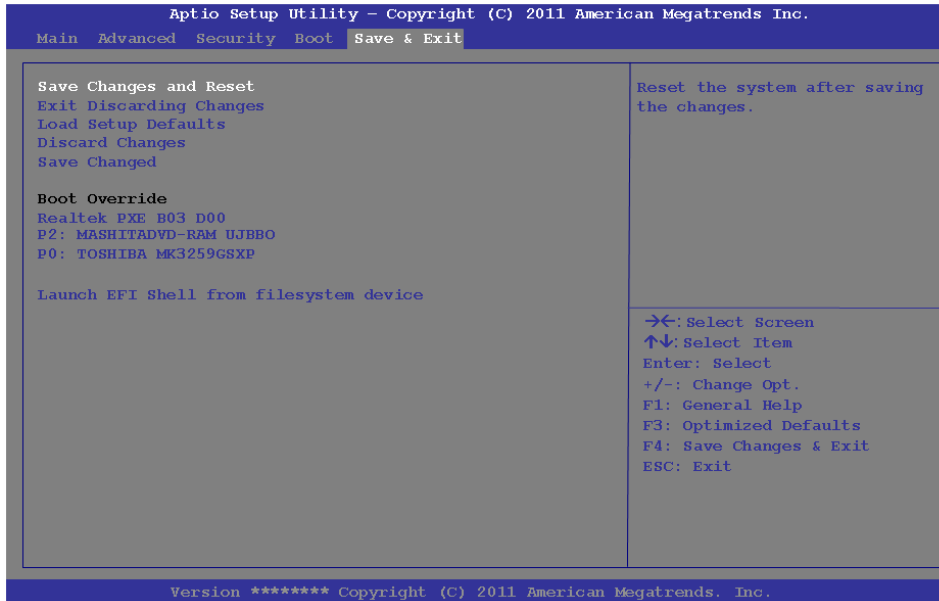 Aptio Setup Utility – Copyright (C) 2011 American Megatrends Inc.
Main Advanced Security Boot Save & Exit
Save Changes and Reset
Exit Discarding Changes
Load Setup Defaults
Discard Changes
Save Changed
Boot Override
Realtek PXE B03 D00
P2: MASHITADVD-RAM UJBBO
P0: TOSHIBA MK3259GSXP
Launch EFI Shell from filesystem device
Reset the system after saving
the changes.
→←: Select Screen
↑↓: Select Item
Enter: Select
+/-: Change Opt.
F1: General Help
F3: Optimized Defaults
F4: Save Changes & Exit
ESC: Exit
Version ******** Copyright (C) 2011 American Megatrends. Inc.